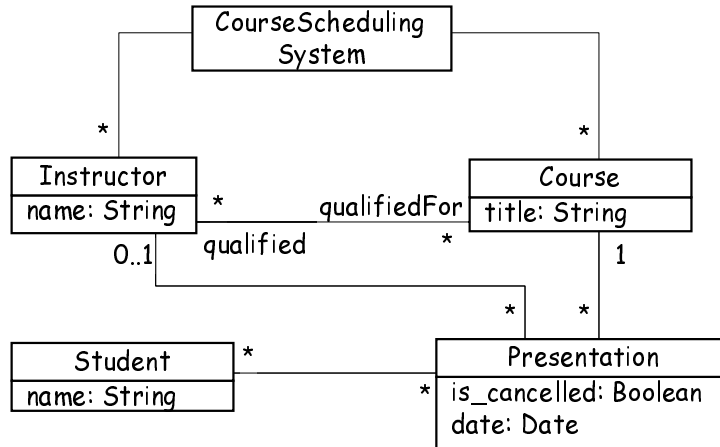 CourseScheduling
System
*
*
Instructor
name: String
*
qualifiedFor
Course
title: String
qualified
*
0..1
1
*
*
Student
name: String
*
*
Presentation
is_cancelled: Boolean
date: Date